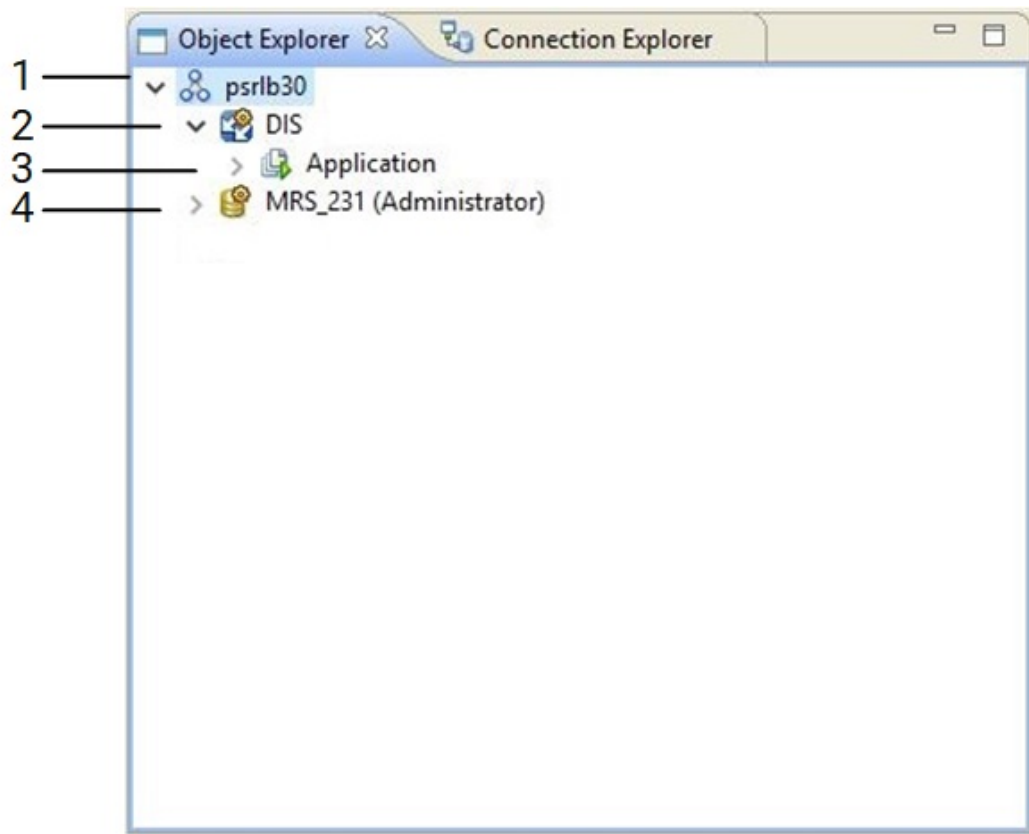 Object Explorer Connection Explorer
1 psrlb30
2 DIS
3 Application
4 MRS_231 (Administrator)